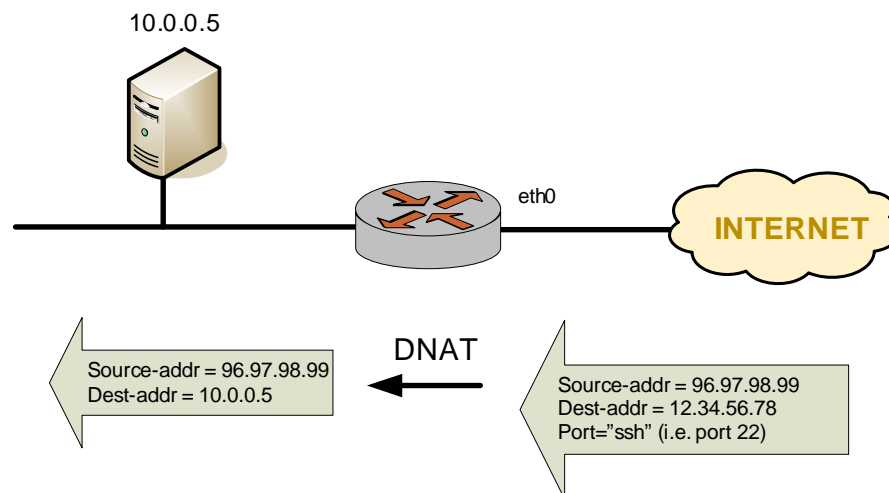 10.0.0.5
eth0
INTERNET
DNAT
Source-addr = 96.97.98.99
Dest-addr = 10.0.0.5
Source-addr = 96.97.98.99
Dest-addr = 12.34.56.78
Port=”ssh” (i.e. port 22)